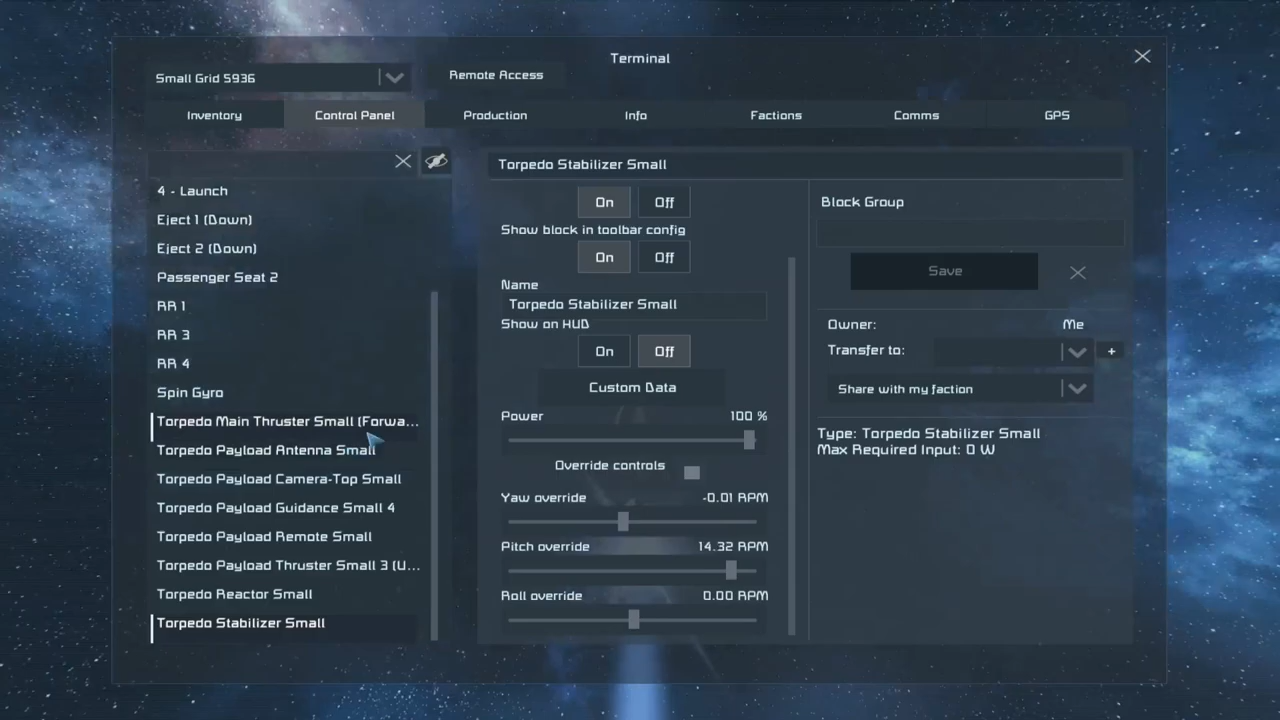 Terminal
Small Grid 5936
Remote Access
Inventory
Control Panel
Production
Info
Factions
Comms
GPS
4 - Launch
Eject 1 (Down)
Eject 2 (Down)
Passenger Seat 2
RR 1
RR 3
RR 4
Spin Gyro
Torpedo Main Thruster Small (Forwa...
Torpedo Payload Antenna Small
Torpedo Payload Camera-Top Small
Torpedo Payload Guidance Small 4
Torpedo Payload Remote Small
Torpedo Payload Thruster Small 3 (U...
Torpedo Reactor Small
Torpedo Stabilizer Small
Torpedo Stabilizer Small
On Off
Show block in toolbar config
On Off
Name
Torpedo Stabilizer Small
Show on HUD
On Off
Custom Data
Power 100 %
Override controls
Yaw override -0.01 RPM
Pitch override 14.32 RPM
Roll override 0.00 RPM
Block Group
Save
Owner: Me
Transfer to:
+
Share with my faction
Type: Torpedo Stabilizer Small
Max Required Input: 0 W